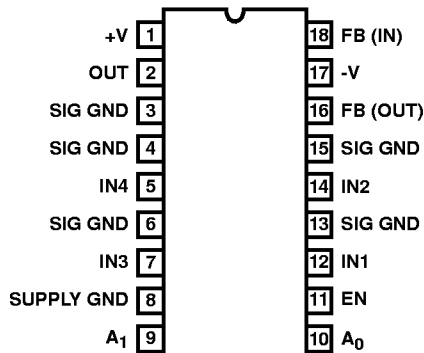 +V 1 18 FB (IN)
OUT 2 17 -V
SIG GND 3 16 FB (OUT)
SIG GND 4 15 SIG GND
IN4 5 14 IN2
SIG GND 6 13 SIG GND
IN3 7 12 IN1
SUPPLY GND 8 11 EN
A1 9 10 A0